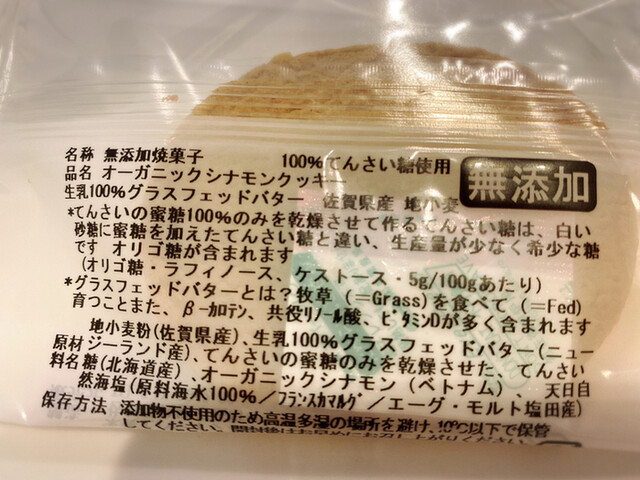 名称 無添加焼菓子 100%てんさい糖使用
品名 オーガニックシナモンクッキー
無添加
生乳100%グラスフェッドバター 佐賀県産 地小麦
*てんさいの蜜糖100%のみを乾燥させて作るてんさい糖は、白い
砂糖に蜜糖を加えたてんさい糖と違い、生産量が少なく希少な糖
です オリゴ糖が含まれます
(オリゴ糖・ラフィノース、ケストース・5g/100gあたり)
*グラスフェッドバターとは?牧草(=Grass)を食べて(=Fed)
育つことまた、β-カロテン、共役リノール酸、ビタミンDが多く含まれます
地小麦粉(佐賀県産)、生乳100%グラスフェッドバター(ニュー
原材 ジーランド産)、てんさいの蜜糖のみを乾燥させた、てんさい
料名 糖(北海道産)、オーガニックシナモン(ベトナム)、天日自
然海塩(原料海水100%/フランスカマルグ/エーグ・モルト塩田産)
保存方法 添加物不使用のため高温多湿の場所を避け、10℃以下で保管
してください。